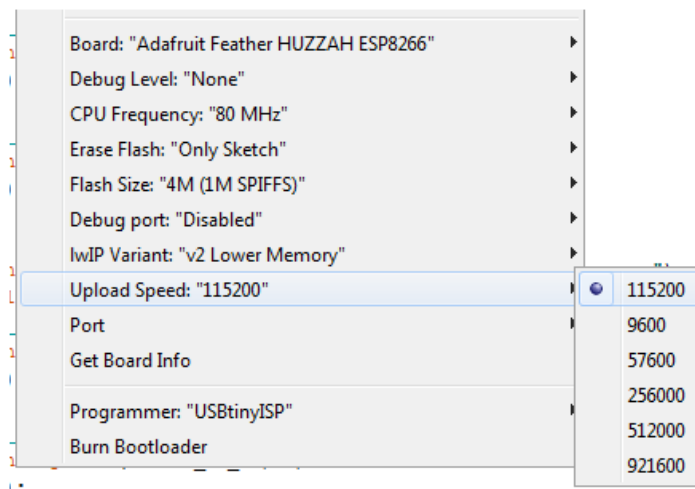 Board: "Adafruit Feather HUZZAH ESP8266"
Debug Level: "None"
CPU Frequency: "80 MHz"
Erase Flash: "Only Sketch"
Flash Size: "4M (1M SPIFFS)"
Debug port: "Disabled"
lwIP Variant: "v2 Lower Memory"
Upload Speed: "115200"
115200
Port
9600
Get Board Info
57600
256000
Programmer: "USBtinyISP"
512000
Burn Bootloader
921600